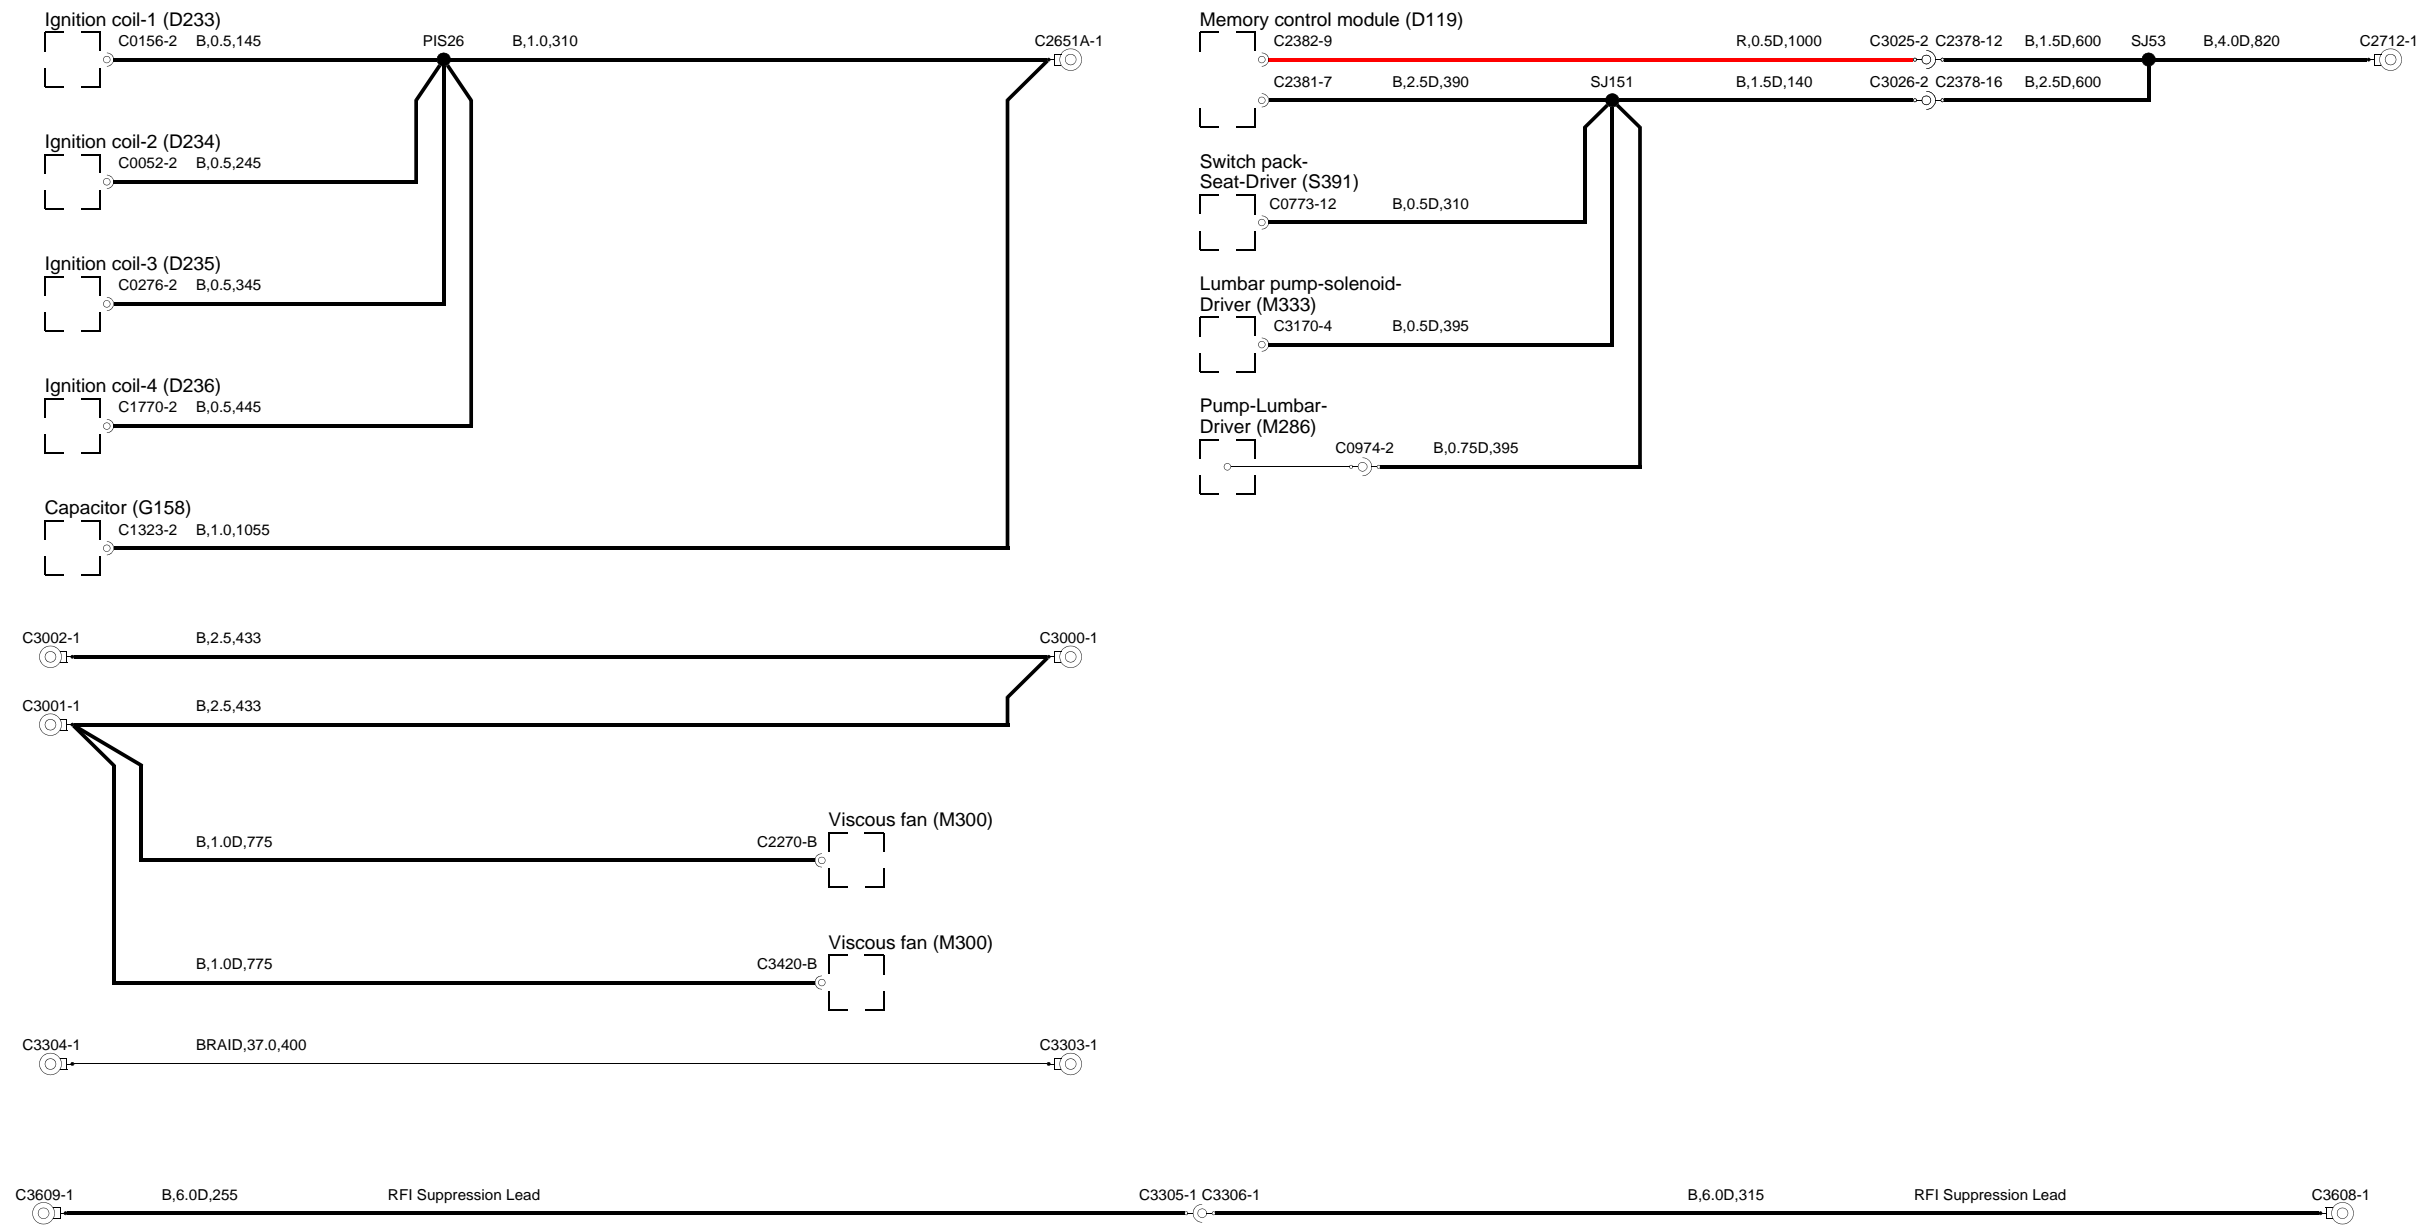 Ignition coil-1 (D233)
C0156-2 B,0.5,145 PIS26 B,1.0,310 C2651A-1
Ignition coil-2 (D234)
C0052-2 B,0.5,245
Ignition coil-3 (D235)
C0276-2 B,0.5,345
Ignition coil-4 (D236)
C1770-2 B,0.5,445
Capacitor (G158)
C1323-2 B,1.0,1055
C3002-1 B,2.5,433 C3000-1
C3001-1 B,2.5,433
Viscous fan (M300)
B,1.0D,775 C2270-B
Viscous fan (M300)
B,1.0D,775 C3420-B
C3304-1 BRAID,37.0,400 C3303-1
Memory control module (D119)
C2382-9 R,0.5D,1000 C3025-2 C2378-12 B,1.5D,600 SJ53 B,4.0D,820 C2712-1
C2381-7 B,2.5D,390 SJ151 B,1.5D,140 C3026-2 C2378-16 B,2.5D,600
Switch pack-
Seat-Driver (S391)
C0773-12 B,0.5D,310
Lumbar pump-solenoid-
Driver (M333)
C3170-4 B,0.5D,395
Pump-Lumbar-
Driver (M286)
C0974-2 B,0.75D,395
C3609-1 B,6.0D,255 RFI Suppression Lead C3305-1 C3306-1 B,6.0D,315 RFI Suppression Lead C3608-1